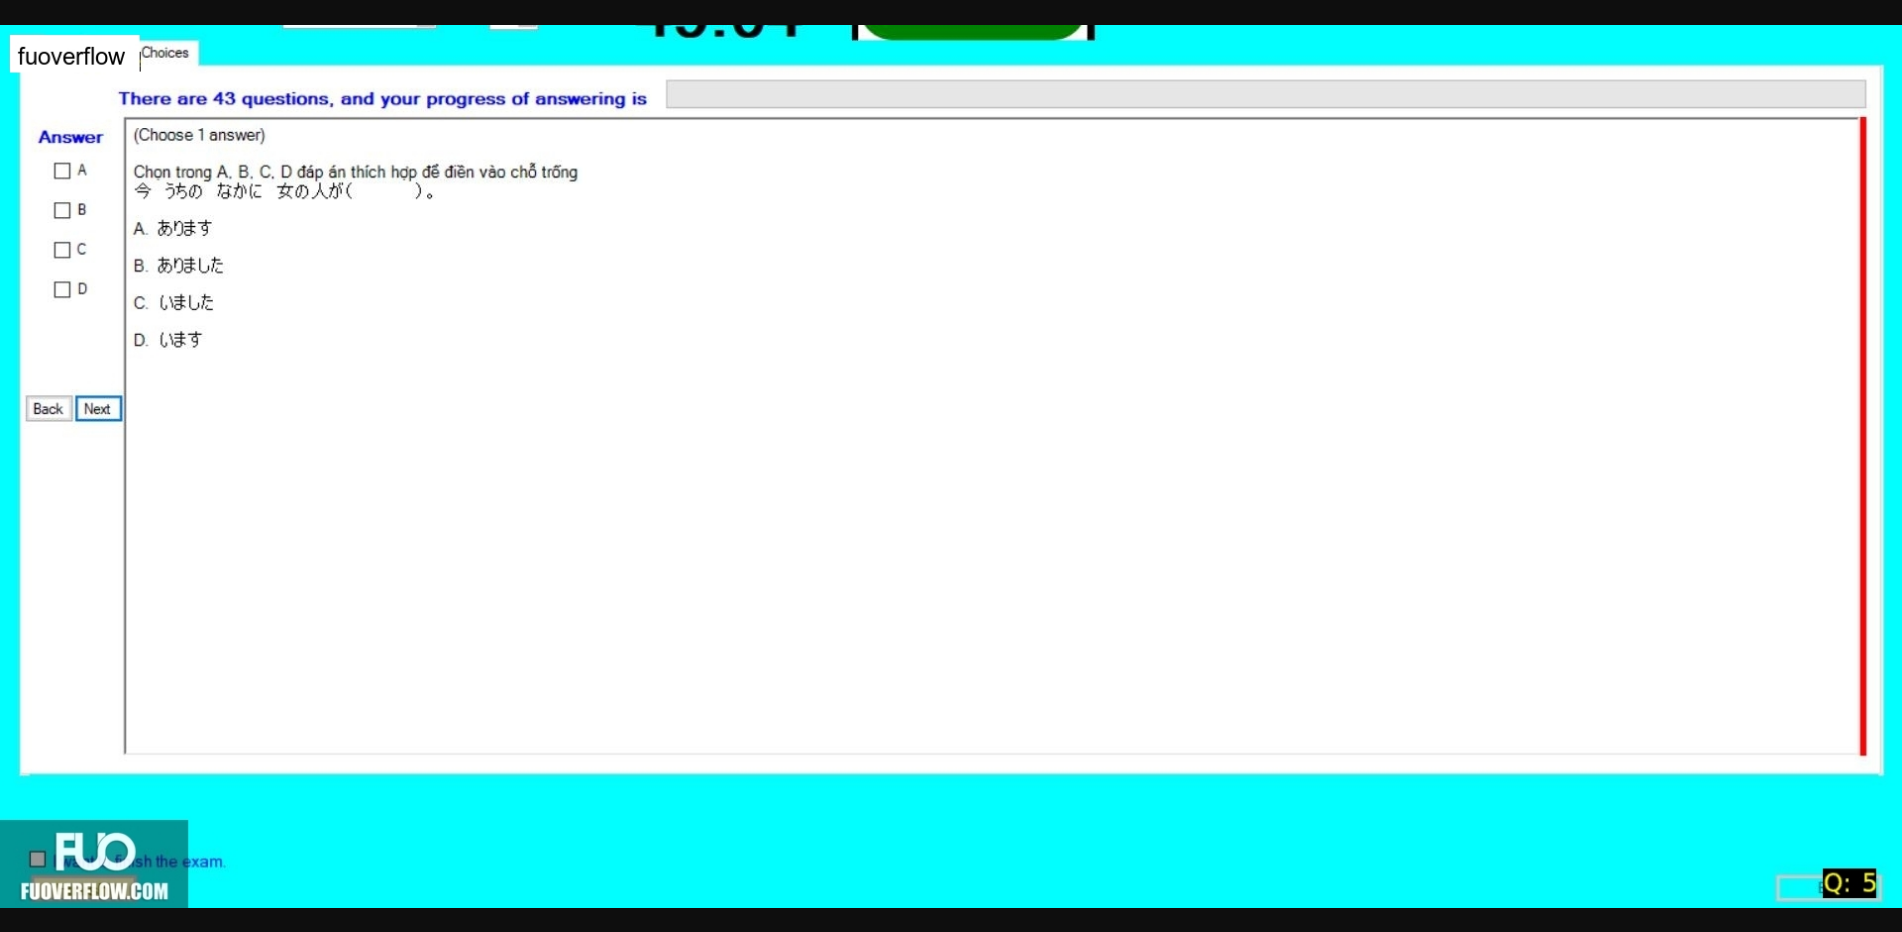 fuoverflow
Choices
There are 43 questions, and your progress of answering is
Answer
(Choose 1 answer)
A
B
C
D
Chọn trong A, B, C, D đáp án thích hợp để điền vào chỗ trống
今 うちの なかに 女の人が( )。
A. あります
B. ありました
C. いました
D. います
Back Next
FUO
sh the exam.
FUOVERFLOW.COM
Q: 5